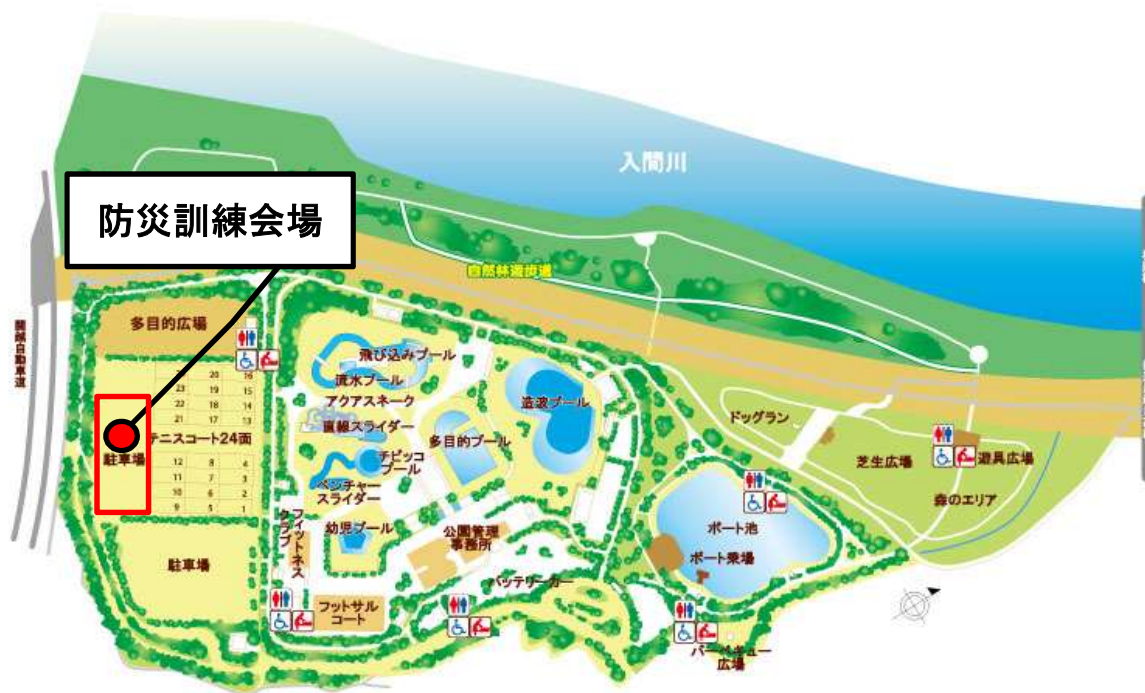 入間川
防災訓練会場
自然林遊歩道
関越自動車道
多目的広場
飛び込みプール
流水プール
アクアスネーク
直線スライダー
造波プール
多目的プール
チビッコ
プール
ベンチャー
スライダー
幼児プール
公園管理
事務所
フィットネス
クラブ
20 16
23 19 15
22 18 14
21 17 13
テニスコート24面
駐車場
12 8 4
11 7 3
10 6 2
9 5 1
駐車場
フットサル
コート
バッテリーカー
ドッグラン
芝生広場
遊具広場
森のエリア
ボート池
ボート乗場
バーベキュー
広場